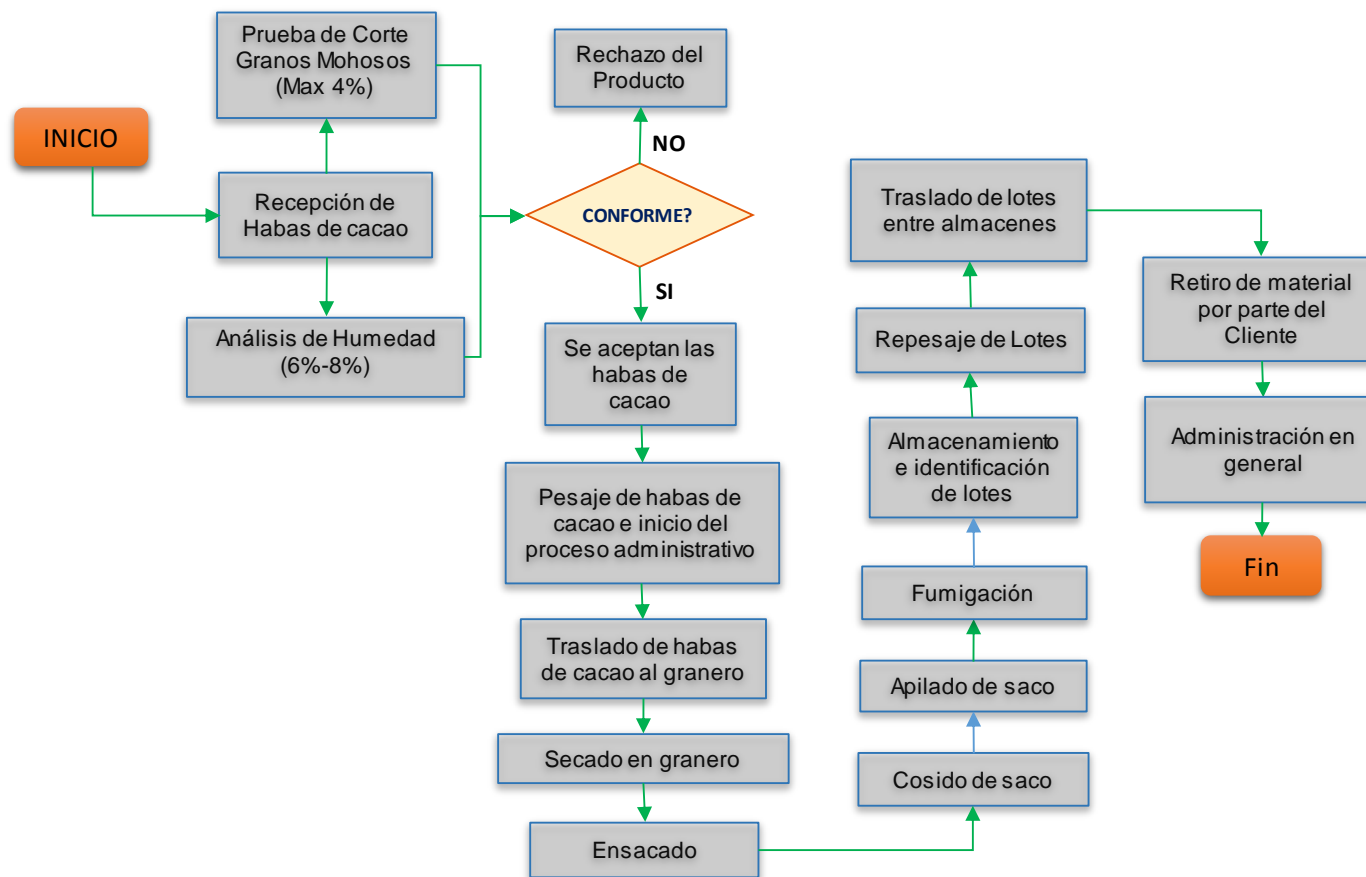 INICIO
Prueba de Corte
Granos Mohosos
(Max 4%)
Recepción de
Habas de cacao
Análisis de Humedad
(6%-8%)
Rechazo del
Producto
NO
CONFORME?
SI
Se aceptan las
habas de
cacao
Pesaje de habas de
cacao e inicio del
proceso administrativo
Traslado de habas
de cacao al granero
Secado en granero
Ensacado
Cosido de saco
Apilado de saco
Fumigación
Almacenamiento
e identificación
de lotes
Repesaje de Lotes
Traslado de lotes
entre almacenes
Retiro de material
por parte del
Cliente
Administración en
general
Fin